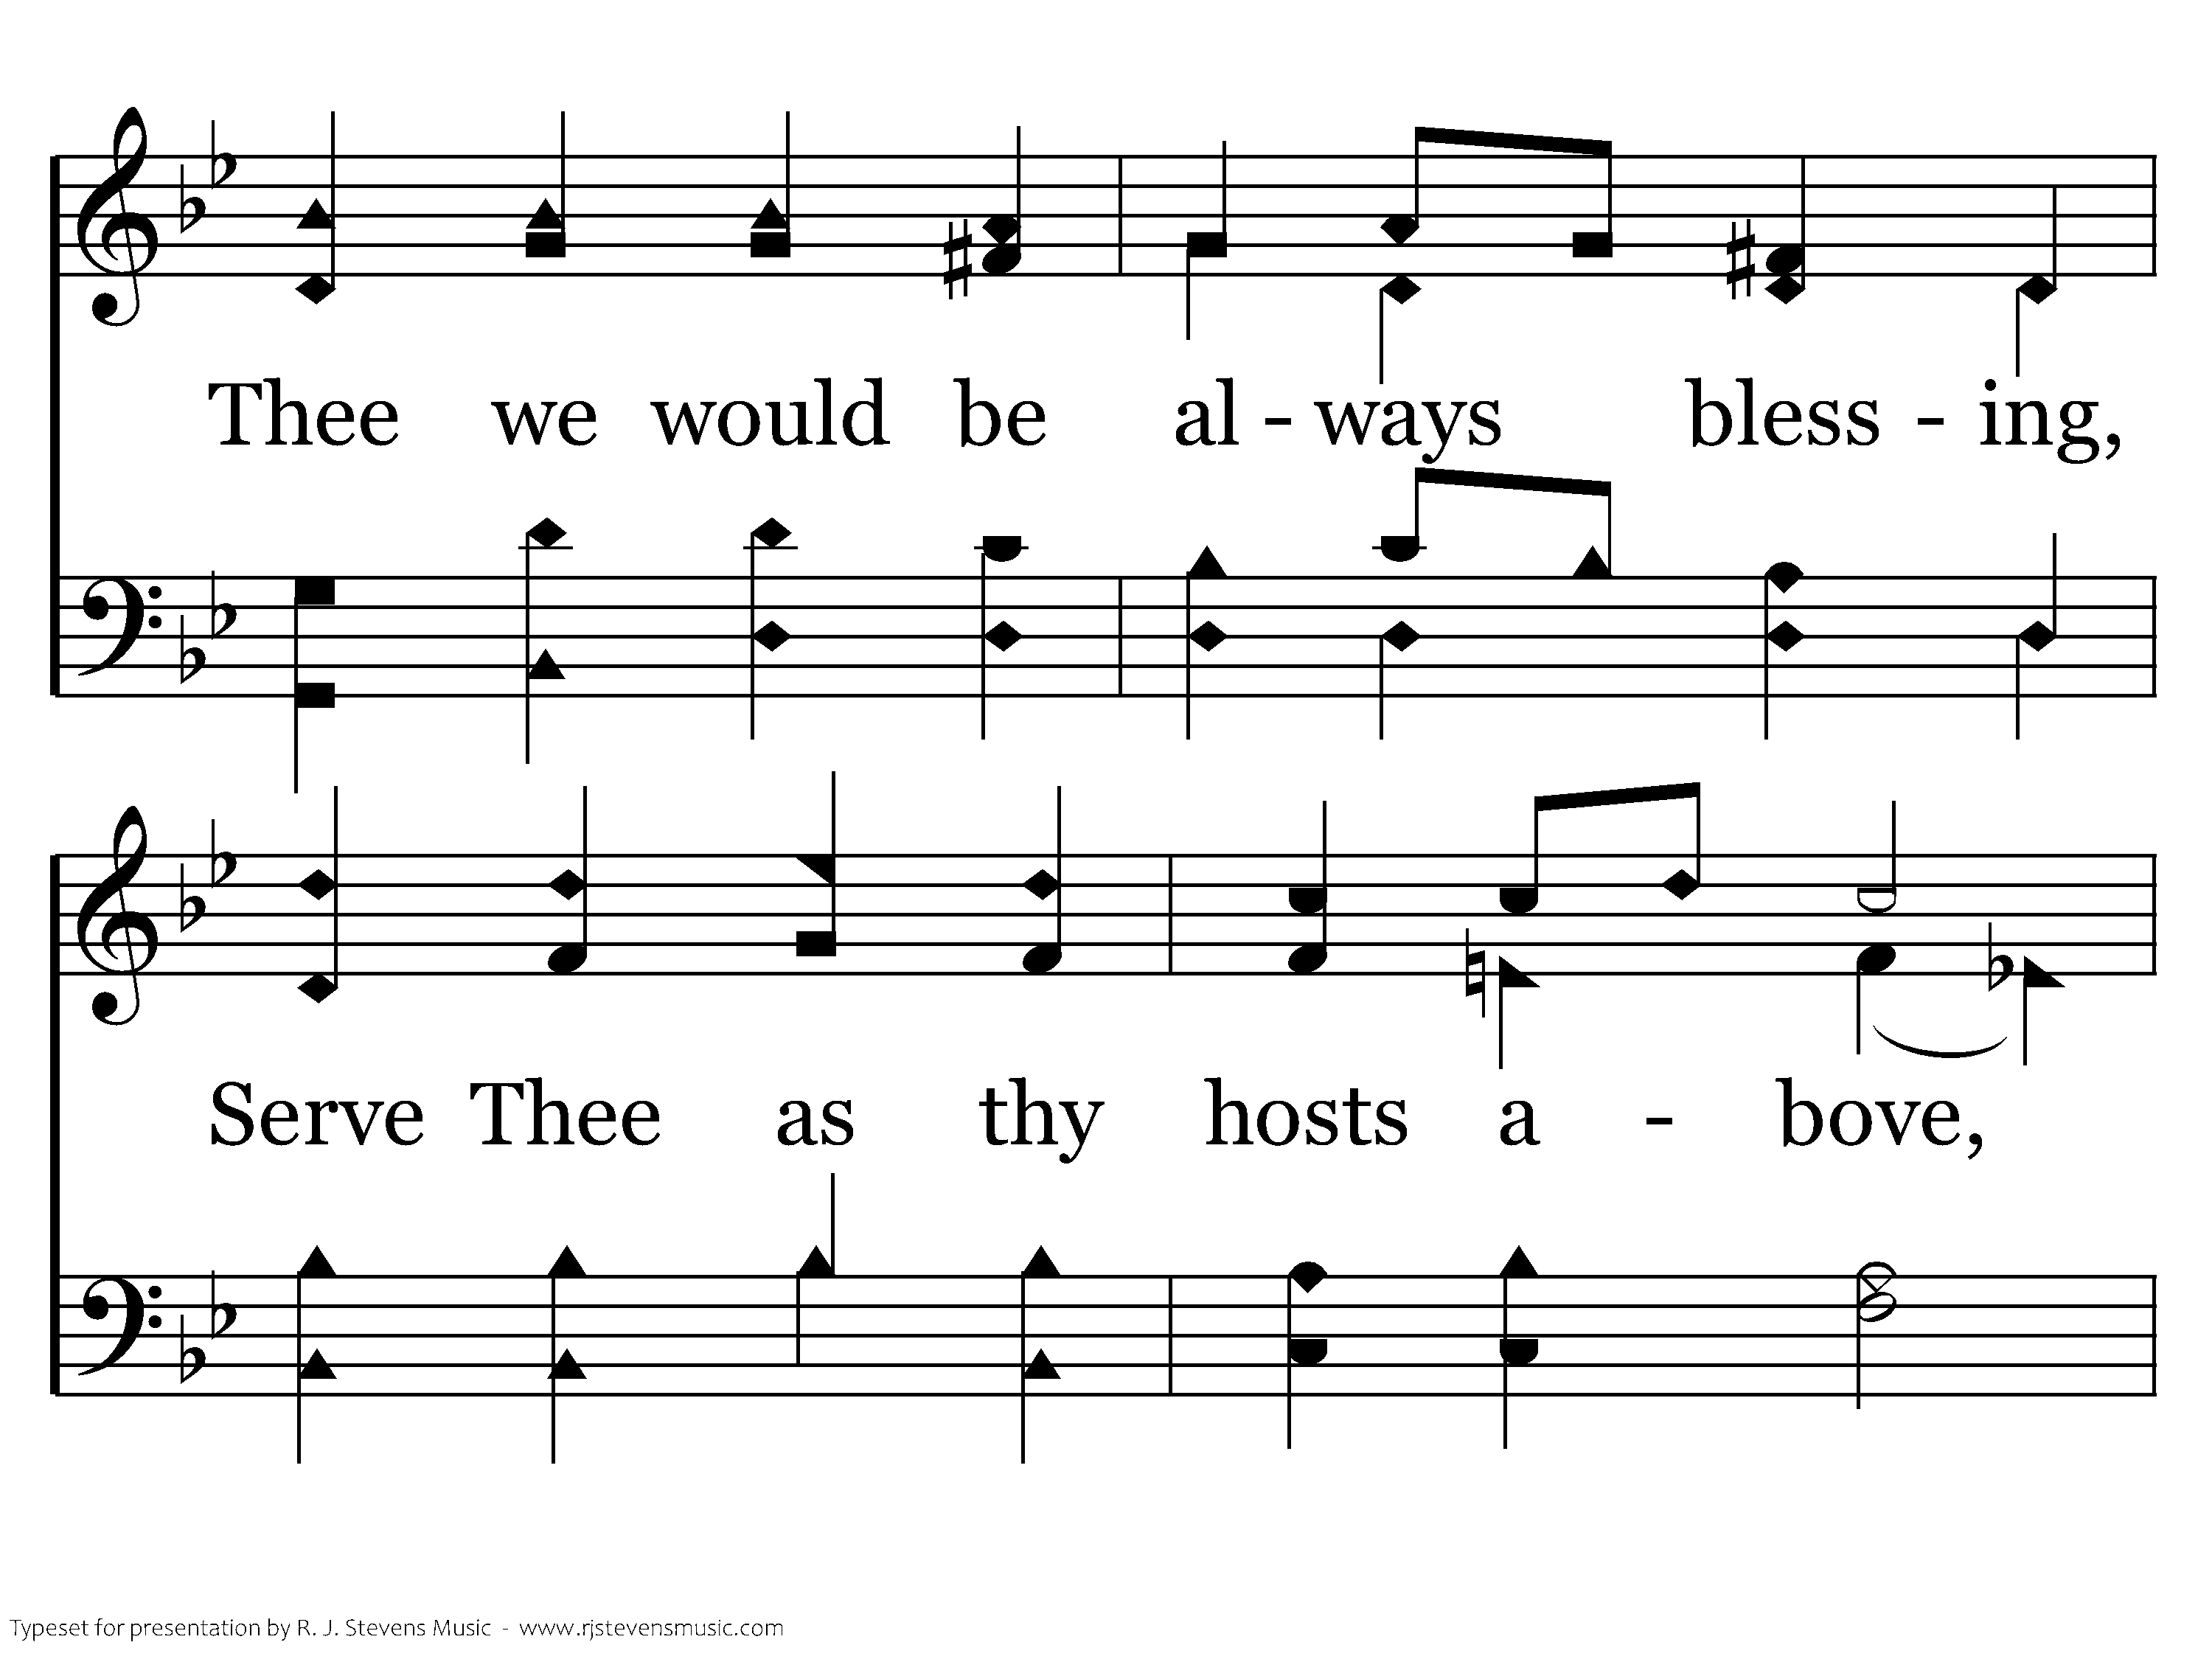 Thee we would be al - ways bless - ing,
Serve Thee as thy hosts a - bove,
Typeset for presentation by R. J. Stevens Music - www.rjstevensmusic.com